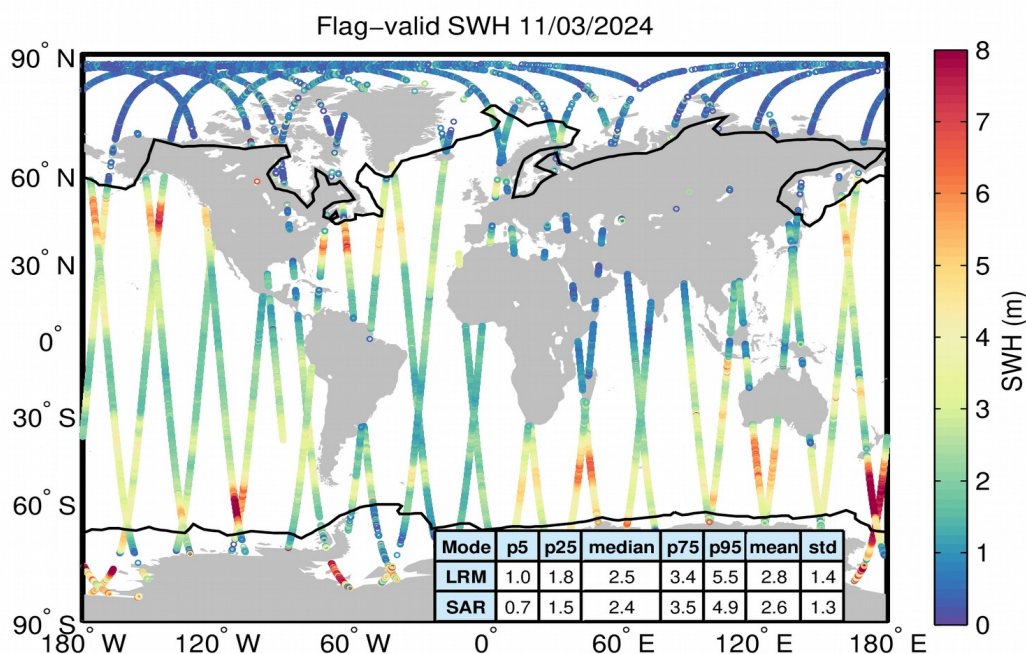 Flag−valid SWH 11/03/2024
90° N
60° N
30° N
0°
30° S
60° S
90° S
180° W
120° W
60° W
0°
60° E
120° E
180° E
8
7
6
5
4
3
2
1
0
SWH (m)
Mode p5 p25 median p75 p95 mean std
LRM 1.0 1.8 2.5 3.4 5.5 2.8 1.4
SAR 0.7 1.5 2.4 3.5 4.9 2.6 1.3